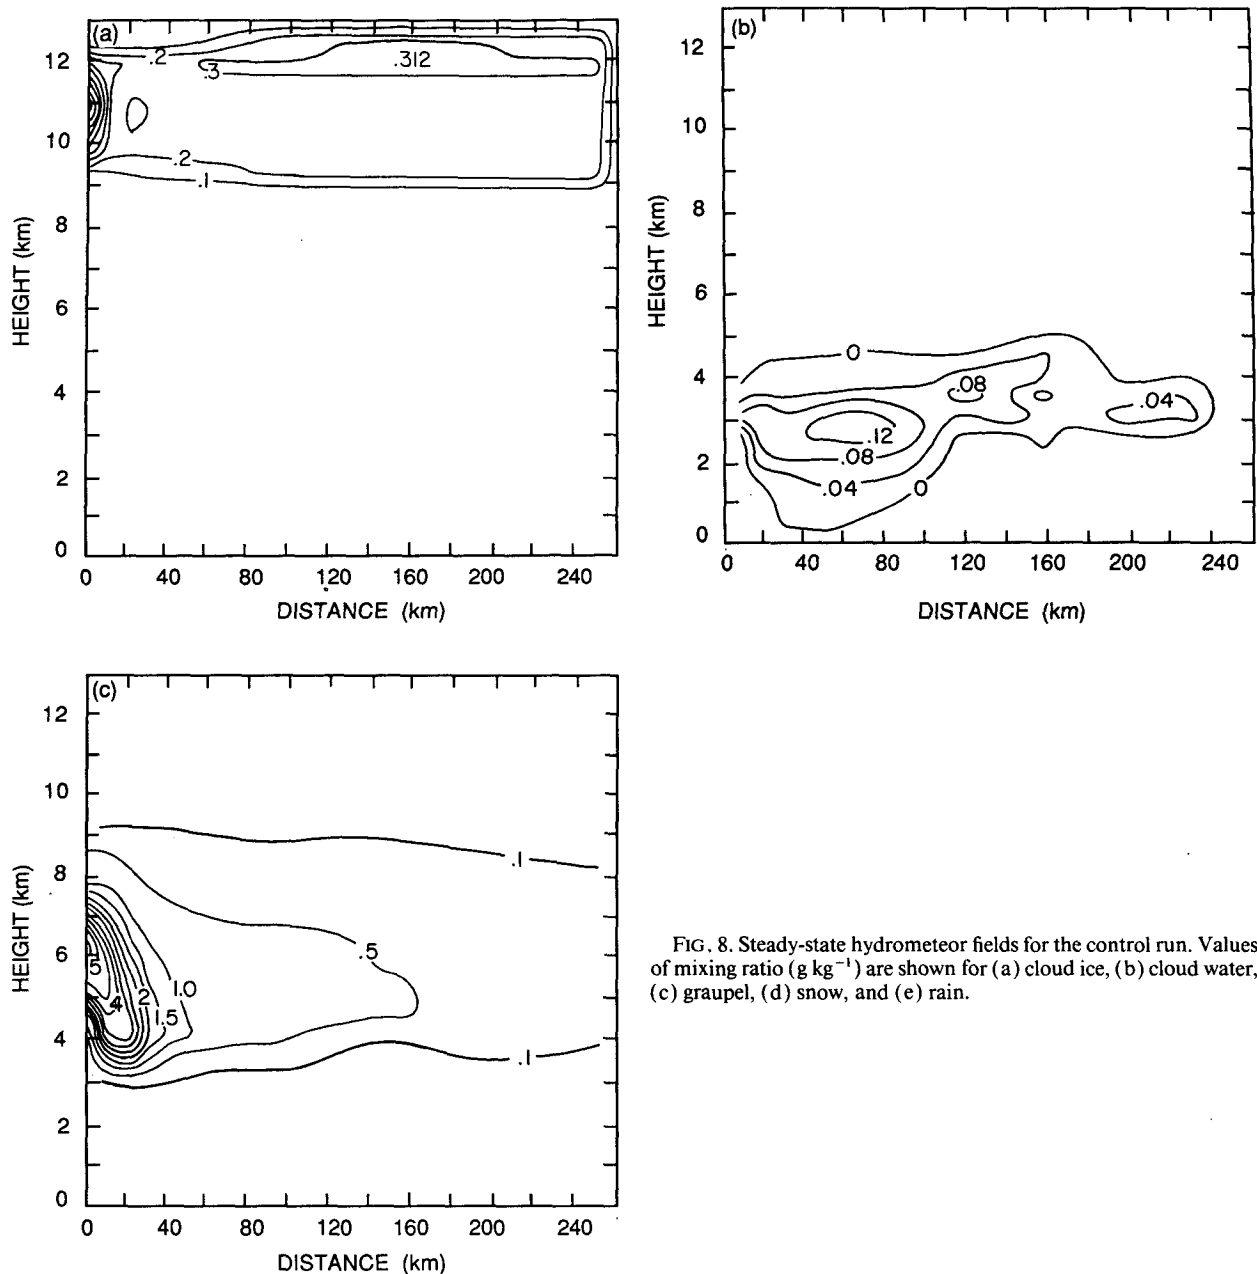 (a)
HEIGHT (km)
12
10
8
6
4
2
0
.2
.3
.312
.2
.1
0 40 80 120 160 200 240
DISTANCE (km)
(b)
HEIGHT (km)
12
10
8
6
4
2
0
0
.08
.04
.12
.08
.04
0
0 40 80 120 160 200 240
DISTANCE (km)
(c)
HEIGHT (km)
12
10
8
6
4
2
0
.1
.5
5
1.0
4
2
1.5
.1
0 40 80 120 160 200 240
DISTANCE (km)
FIG. 8. Steady-state hydrometeor fields for the control run. Values
of mixing ratio (g kg⁻¹) are shown for (a) cloud ice, (b) cloud water,
(c) graupel, (d) snow, and (e) rain.